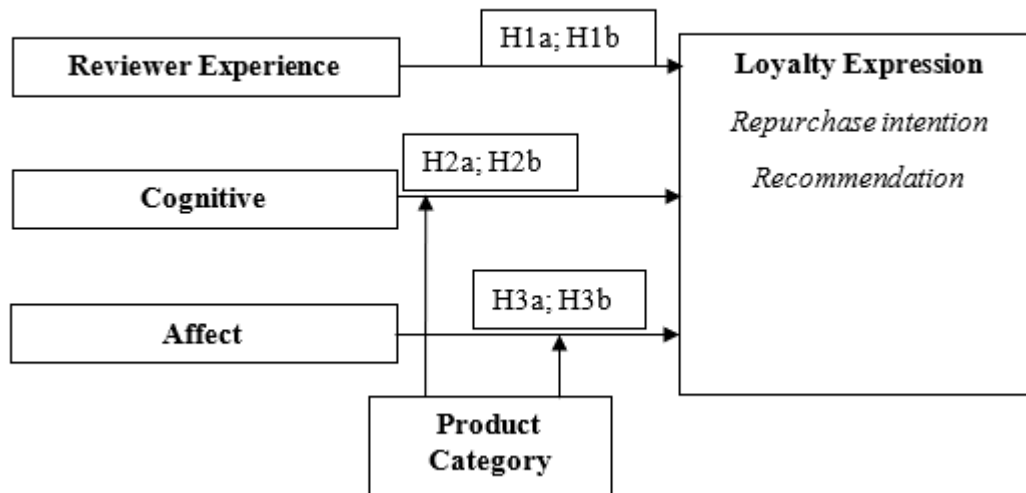 H1a; H1b
Reviewer Experience
Loyalty Expression
Repurchase intention
Recommendation
H2a; H2b
Cognitive
H3a; H3b
Affect
Product
Category